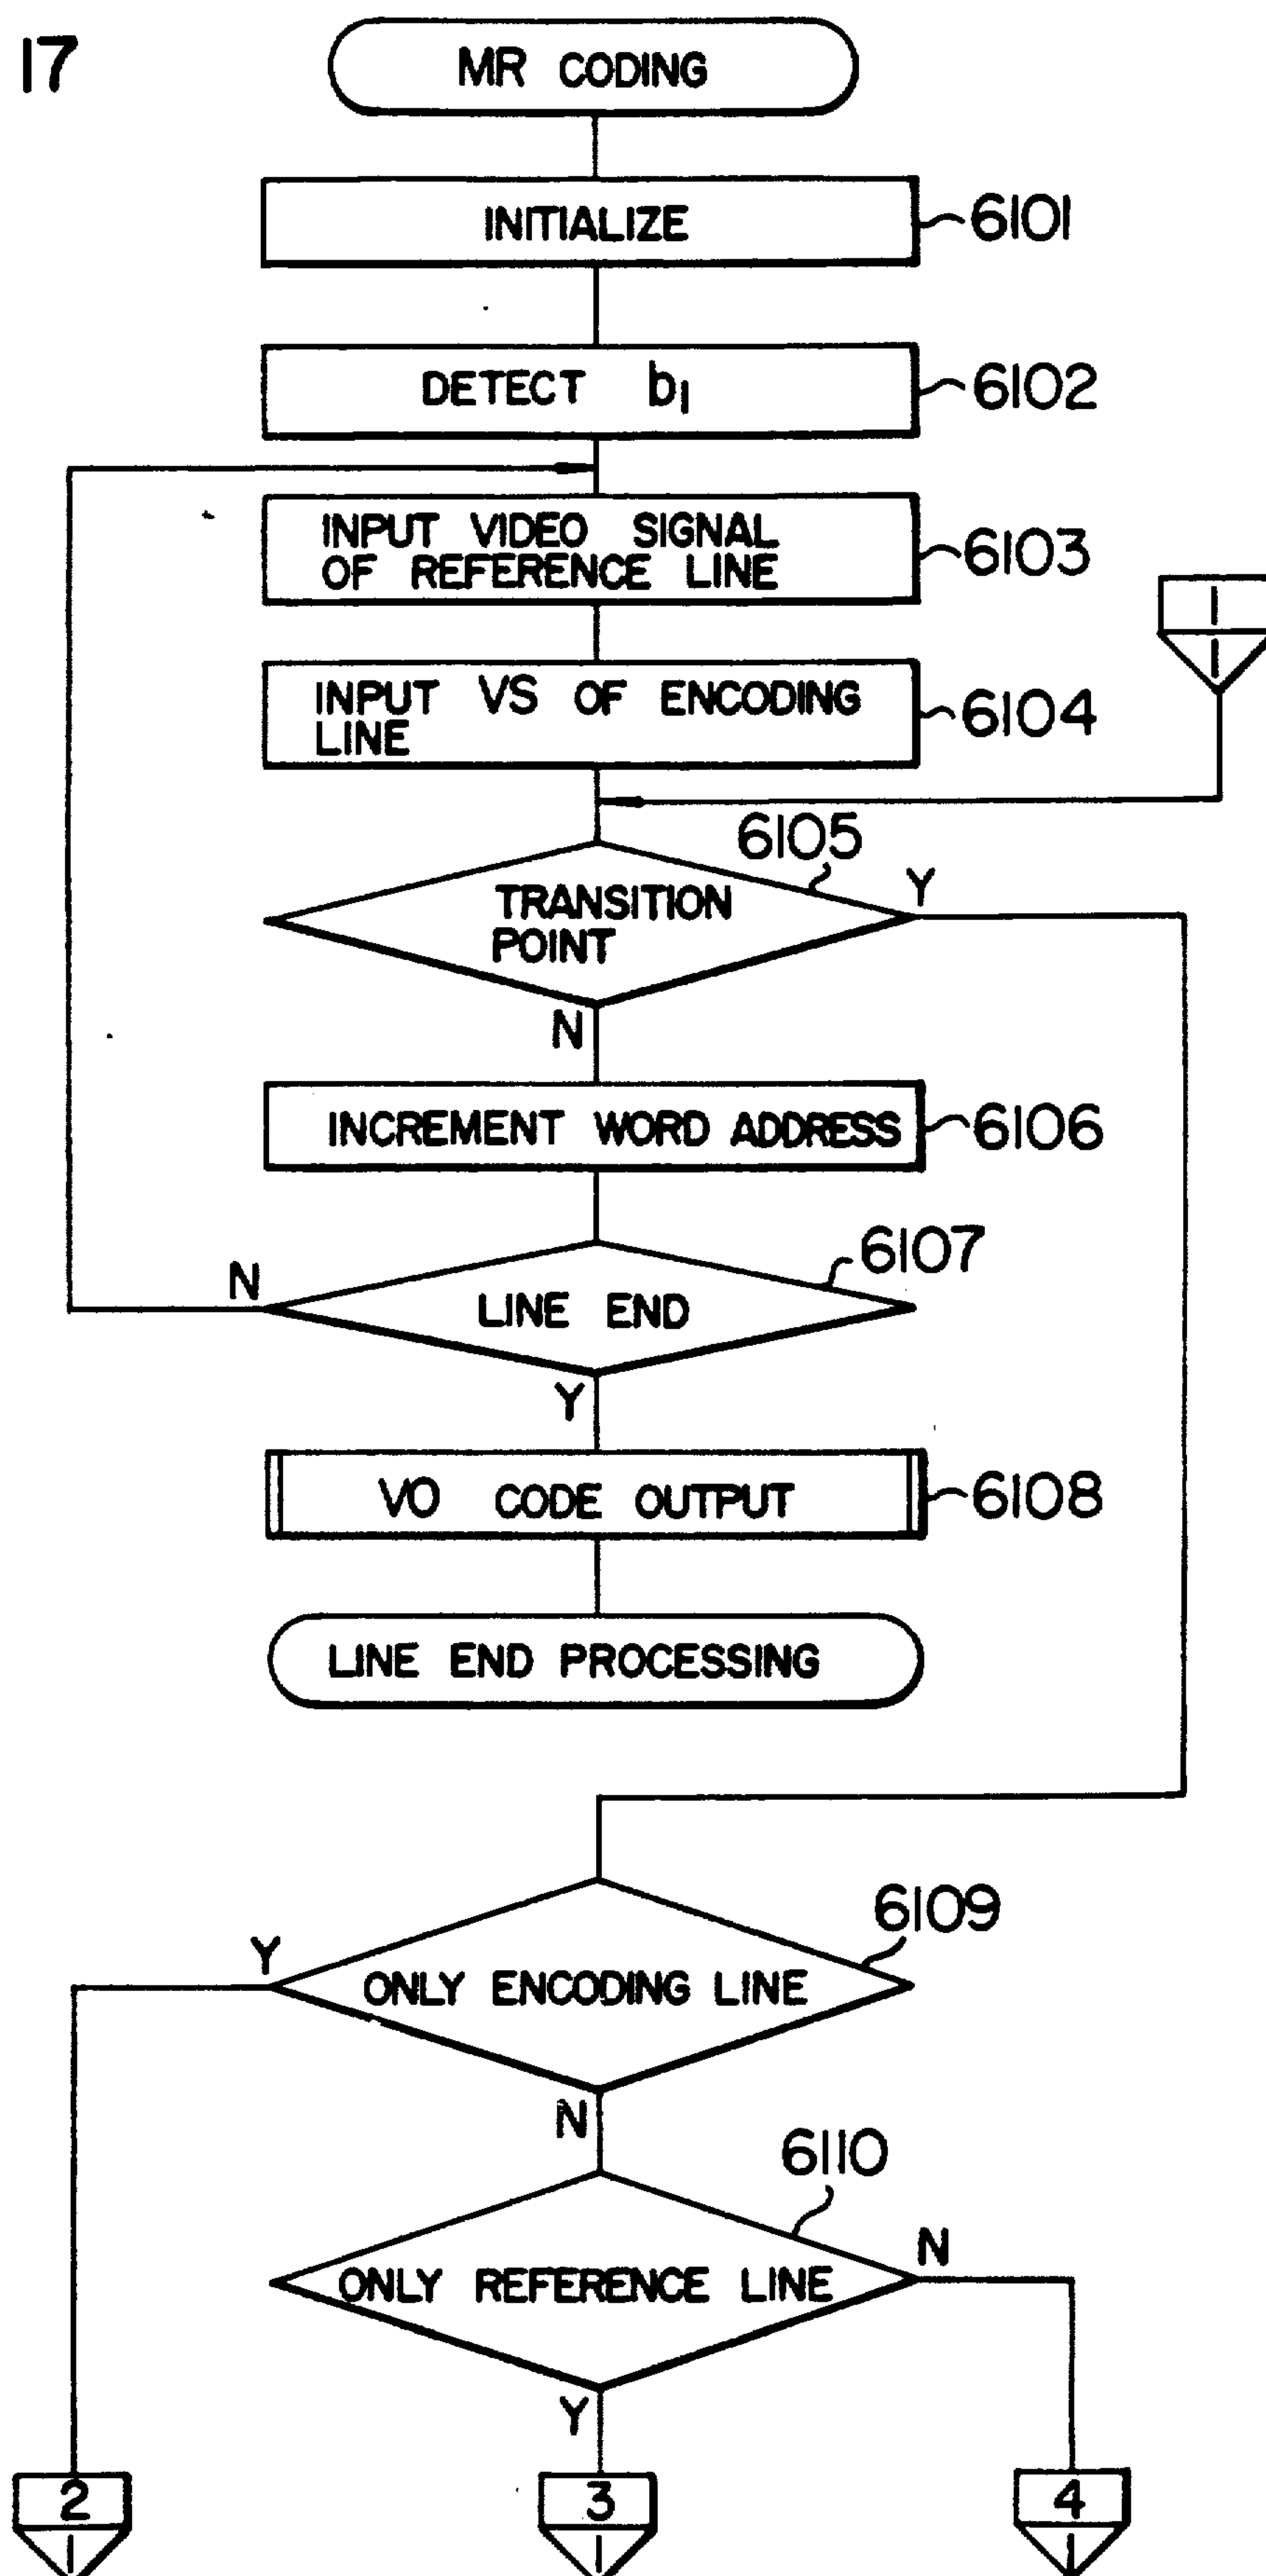 17
MR CODING
INITIALIZE
6101
DETECT b1
6102
INPUT VIDEO SIGNAL
OF REFERENCE LINE
6103
1
1
INPUT VS OF ENCODING
LINE
6104
6105
TRANSITION
POINT
Y
N
INCREMENT WORD ADDRESS
6106
6107
N
LINE END
Y
VO CODE OUTPUT
6108
LINE END PROCESSING
6109
Y
ONLY ENCODING LINE
N
6110
ONLY REFERENCE LINE
N
Y
2
1
3
1
4
1